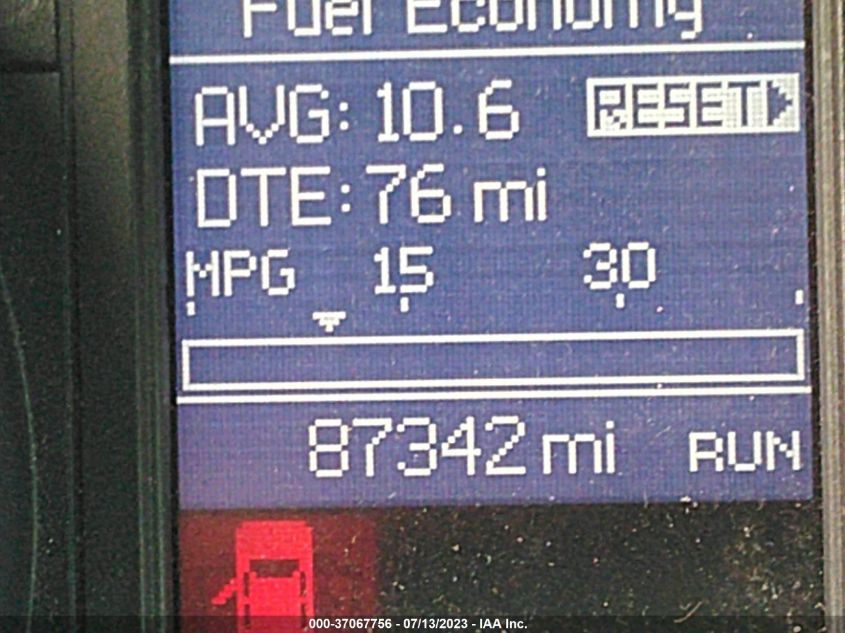 Fuel Economy
AVG: 10.6 RESET
DTE: 76 mi
MPG 15 30
87342 mi RUN
000-37067756 - 07/13/2023 - IAA Inc.